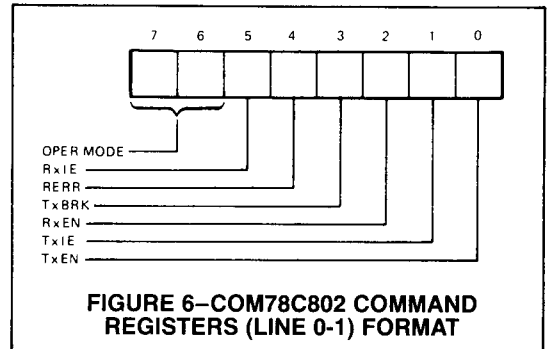 7 6 5 4 3 2 1 0
OPER MODE
RxIE
RERR
TxBRK
RxEN
TxIE
TxEN
FIGURE 6–COM78C802 COMMAND
REGISTERS (LINE 0-1) FORMAT